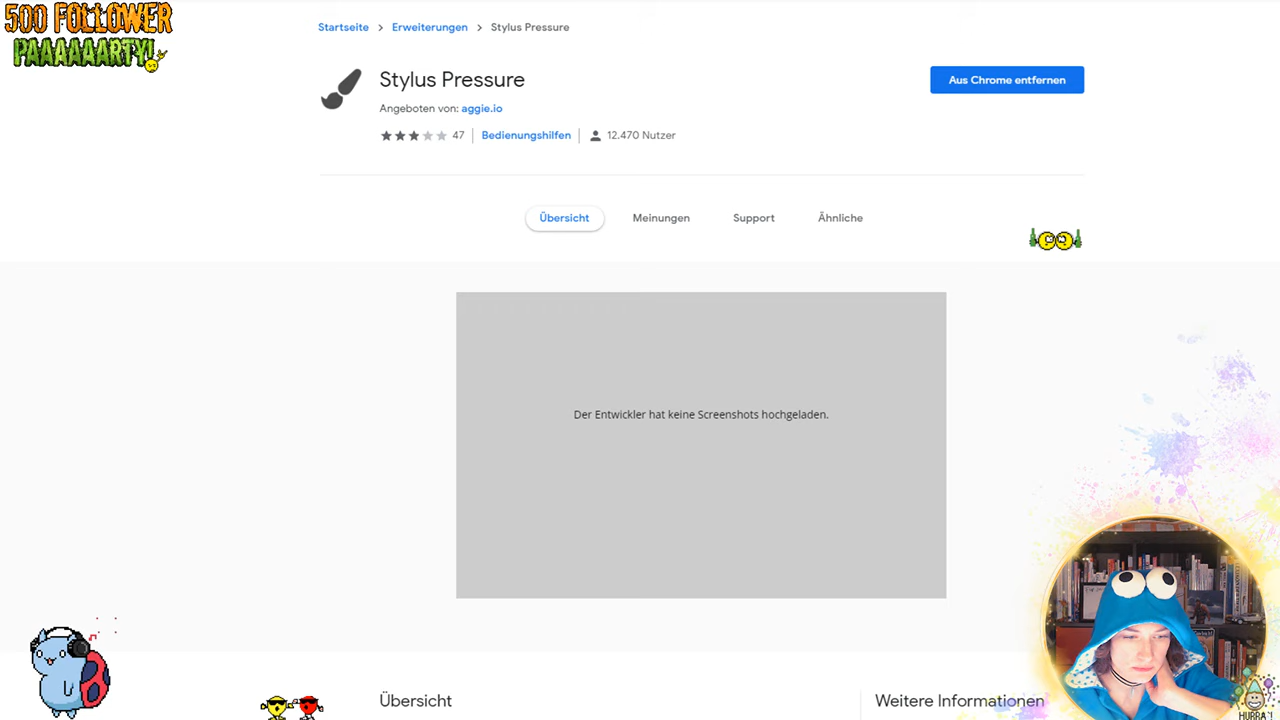 500 FOLLOWER
PAAAAAARTY!
Startseite > Erweiterungen > Stylus Pressure
Stylus Pressure
Aus Chrome entfernen
Angeboten von: aggie.io
47 | Bedienungshilfen | 12.470 Nutzer
Übersicht Meinungen Support Ähnliche
Der Entwickler hat keine Screenshots hochgeladen.
Übersicht
Weitere Informationen
HURRA!